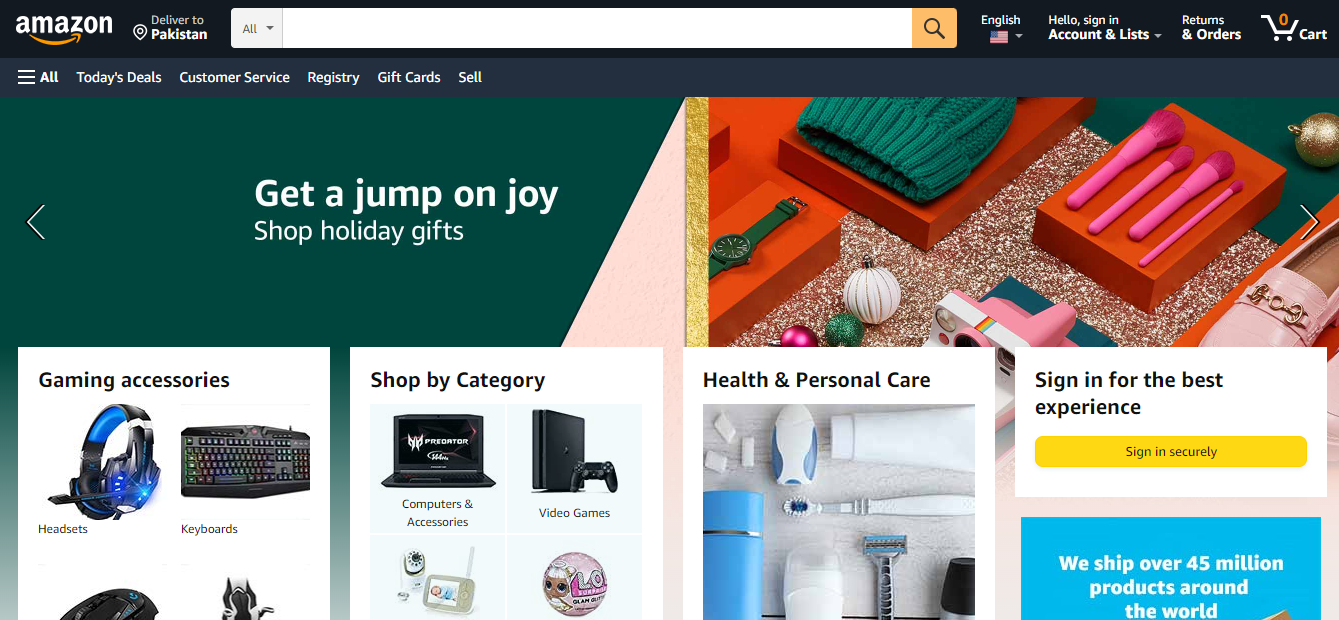 amazon
Deliver to
Pakistan
All
English
Hello, sign in
Account & Lists
Returns
& Orders
0
Cart
All
Today's Deals
Customer Service
Registry
Gift Cards
Sell
Get a jump on joy
Shop holiday gifts
Gaming accessories
Headsets
Keyboards
Shop by Category
PREDATOR
144Hz
Computers &
Accessories
Video Games
L.O.L.
SURPRISE!
Health & Personal Care
Sign in for the best
experience
Sign in securely
We ship over 45 million
products around
the world